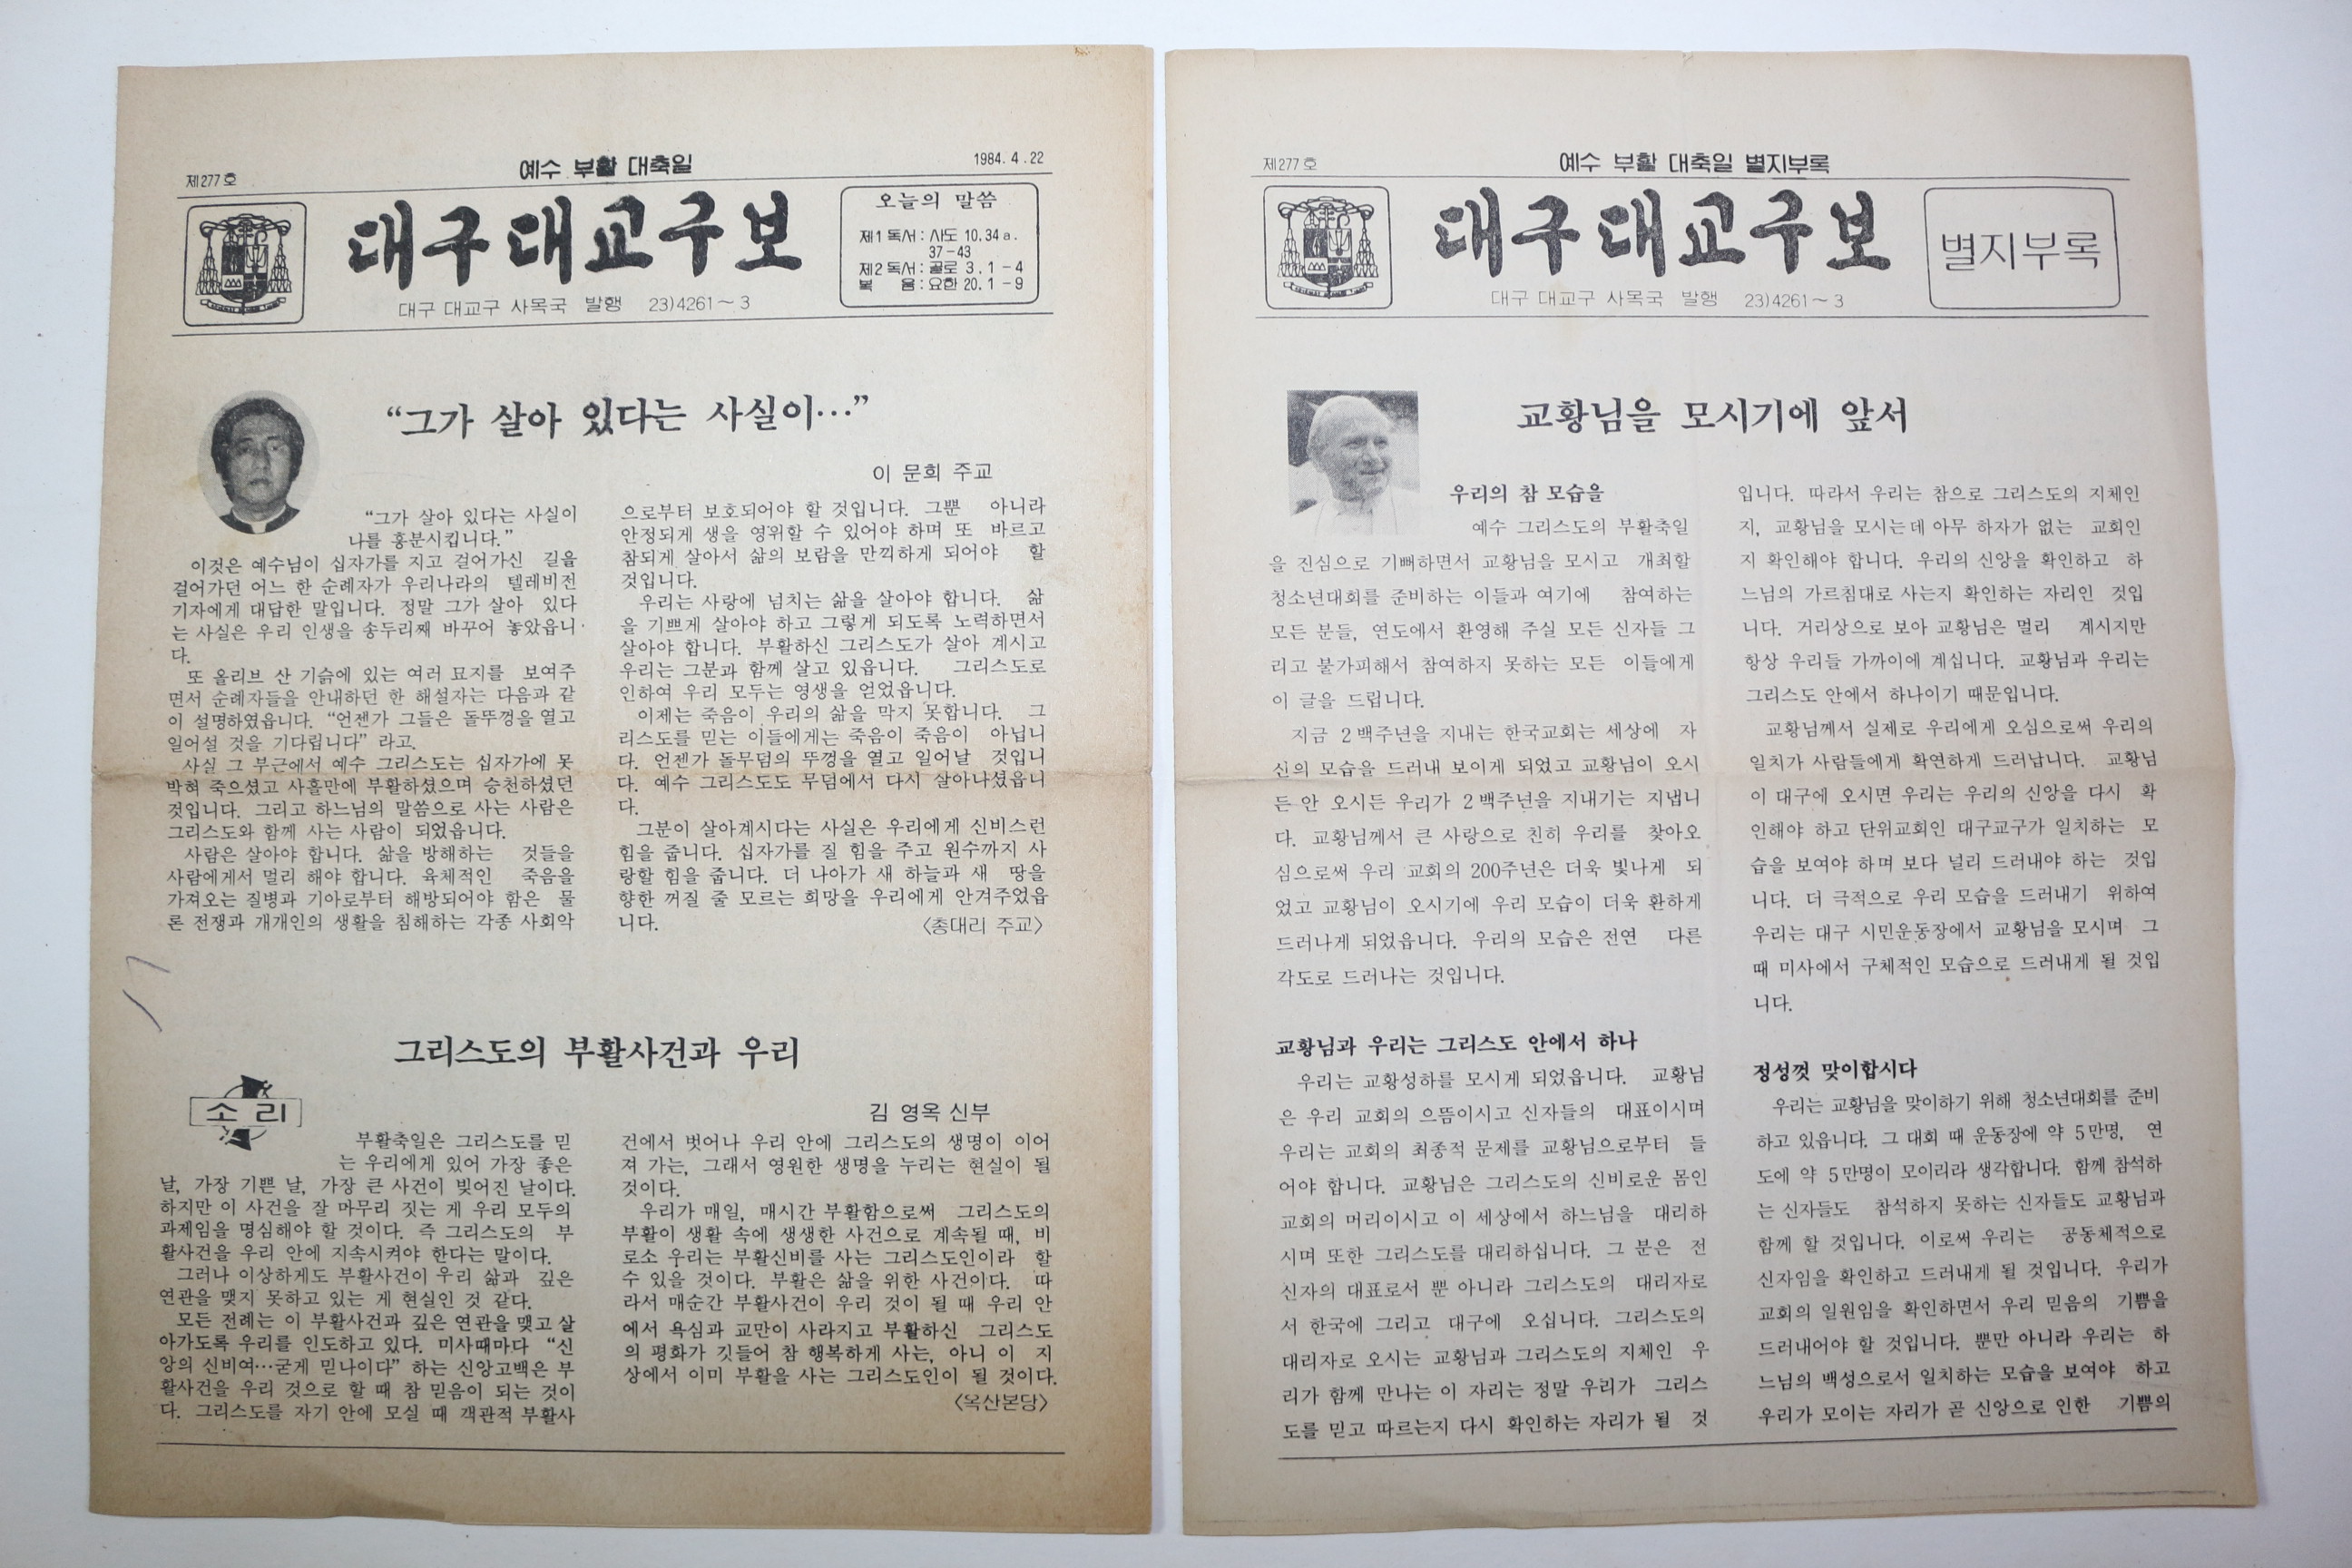 제277호
예수 부활 대축일
1984. 4. 22
대구대교구보
대구 대교구 사목국 발행 23)4261~3
오늘의 말씀
제1독서: 사도 10.34a.
37-43
제2독서: 골로 3. 1-4
복 음: 요한 20. 1-9
“그가 살아 있다는 사실이…”
이 문희 주교
“그가 살아 있다는 사실이
나를 흥분시킵니다.”
이것은 예수님이 십자가를 지고 걸어가신 길을
걸어가던 어느 한 순례자가 우리나라의 텔레비전
기자에게 대답한 말입니다. 정말 그가 살아 있다
는 사실은 우리 인생을 송두리째 바꾸어 놓았읍니
다.
또 올리브 산 기슭에 있는 여러 묘지를 보여주
면서 순례자들을 안내하던 한 해설자는 다음과 같
이 설명하였읍니다. “언젠가 그들은 돌뚜껑을 열고
일어설 것을 기다립니다” 라고.
사실 그 부근에서 예수 그리스도는 십자가에 못
박혀 죽으셨고 사흘만에 부활하셨으며 승천하셨던
것입니다. 그리고 하느님의 말씀으로 사는 사람은
그리스도와 함께 사는 사람이 되었읍니다.
사람은 살아야 합니다. 삶을 방해하는 것들을
사람에게서 멀리 해야 합니다. 육체적인 죽음을
가져오는 질병과 기아로부터 해방되어야 함은 물
론 전쟁과 개개인의 생활을 침해하는 각종 사회악
으로부터 보호되어야 할 것입니다. 그뿐 아니라
안정되게 생을 영위할 수 있어야 하며 또 바르고
참되게 살아서 삶의 보람을 만끽하게 되어야 할
것입니다.
우리는 사랑에 넘치는 삶을 살아야 합니다. 삶
을 기쁘게 살아야 하고 그렇게 되도록 노력하면서
살아야 합니다. 부활하신 그리스도가 살아 계시고
우리는 그분과 함께 살고 있읍니다. 그리스도로
인하여 우리 모두는 영생을 얻었읍니다.
이제는 죽음이 우리의 삶을 막지 못합니다. 그
리스도를 믿는 이들에게는 죽음이 죽음이 아닙니
다. 언젠가 돌무덤의 뚜껑을 열고 일어날 것입니
다. 예수 그리스도도 무덤에서 다시 살아나셨읍니
다.
그분이 살아계시다는 사실은 우리에게 신비스런
힘을 줍니다. 십자가를 질 힘을 주고 원수까지 사
랑할 힘을 줍니다. 더 나아가 새 하늘과 새 땅을
향한 꺼질 줄 모르는 희망을 우리에게 안겨주었읍
니다.
〈총대리 주교〉
그리스도의 부활사건과 우리
소리
김 영옥 신부
부활축일은 그리스도를 믿
는 우리에게 있어 가장 좋은
날, 가장 기쁜 날, 가장 큰 사건이 빚어진 날이다.
하지만 이 사건을 잘 마무리 짓는 게 우리 모두의
과제임을 명심해야 할 것이다. 즉 그리스도의 부
활사건을 우리 안에 지속시켜야 한다는 말이다.
그러나 이상하게도 부활사건이 우리 삶과 깊은
연관을 맺지 못하고 있는 게 현실인 것 같다.
모든 전례는 이 부활사건과 깊은 연관을 맺고 살
아가도록 우리를 인도하고 있다. 미사때마다 “신
앙의 신비여…굳게 믿나이다” 하는 신앙고백은 부
활사건을 우리 것으로 할 때 참 믿음이 되는 것이
다. 그리스도를 자기 안에 모실 때 객관적 부활사
건에서 벗어나 우리 안에 그리스도의 생명이 이어
져 가는, 그래서 영원한 생명을 누리는 현실이 될
것이다.
우리가 매일, 매시간 부활함으로써 그리스도의
부활이 생활 속에 생생한 사건으로 계속될 때, 비
로소 우리는 부활신비를 사는 그리스도인이라 할
수 있을 것이다. 부활은 삶을 위한 사건이다. 따
라서 매순간 부활사건이 우리 것이 될 때 우리 안
에서 욕심과 교만이 사라지고 부활하신 그리스도
의 평화가 깃들어 참 행복하게 사는, 아니 이 지
상에서 이미 부활을 사는 그리스도인이 될 것이다.
〈옥산본당〉
제277호
예수 부활 대축일 별지부록
대구대교구보
대구 대교구 사목국 발행 23)4261~3
별지부록
교황님을 모시기에 앞서
우리의 참 모습을
예수 그리스도의 부활축일
을 진심으로 기뻐하면서 교황님을 모시고 개최할
청소년대회를 준비하는 이들과 여기에 참여하는
모든 분들, 연도에서 환영해 주실 모든 신자들 그
리고 불가피해서 참여하지 못하는 모든 이들에게
이 글을 드립니다.
지금 2백주년을 지내는 한국교회는 세상에 자
신의 모습을 드러내 보이게 되었고 교황님이 오시
든 안 오시든 우리가 2백주년을 지내기는 지냅니
다. 교황님께서 큰 사랑으로 친히 우리를 찾아오
심으로써 우리 교회의 200주년은 더욱 빛나게 되
었고 교황님이 오시기에 우리 모습이 더욱 환하게
드러나게 되었읍니다. 우리의 모습은 전연 다른
각도로 드러나는 것입니다.
교황님과 우리는 그리스도 안에서 하나
우리는 교황성하를 모시게 되었읍니다. 교황님
은 우리 교회의 으뜸이시고 신자들의 대표이시며
우리는 교회의 최종적 문제를 교황님으로부터 들
어야 합니다. 교황님은 그리스도의 신비로운 몸인
교회의 머리이시고 이 세상에서 하느님을 대리하
시며 또한 그리스도를 대리하십니다. 그 분은 전
신자의 대표로서 뿐 아니라 그리스도의 대리자로
서 한국에 그리고 대구에 오십니다. 그리스도의
대리자로 오시는 교황님과 그리스도의 지체인 우
리가 함께 만나는 이 자리는 정말 우리가 그리스
도를 믿고 따르는지 다시 확인하는 자리가 될 것
입니다. 따라서 우리는 참으로 그리스도의 지체인
지, 교황님을 모시는데 아무 하자가 없는 교회인
지 확인해야 합니다. 우리의 신앙을 확인하고 하
느님의 가르침대로 사는지 확인하는 자리인 것입
니다. 거리상으로 보아 교황님은 멀리 계시지만
항상 우리들 가까이에 계십니다. 교황님과 우리는
그리스도 안에서 하나이기 때문입니다.
교황님께서 실제로 우리에게 오심으로써 우리의
일치가 사람들에게 확연하게 드러납니다. 교황님
이 대구에 오시면 우리는 우리의 신앙을 다시 확
인해야 하고 단위교회인 대구교구가 일치하는 모
습을 보여야 하며 보다 널리 드러내야 하는 것입
니다. 더 극적으로 우리 모습을 드러내기 위하여
우리는 대구 시민운동장에서 교황님을 모시며 그
때 미사에서 구체적인 모습으로 드러내게 될 것입
니다.
정성껏 맞이합시다
우리는 교황님을 맞이하기 위해 청소년대회를 준비
하고 있읍니다. 그 대회 때 운동장에 약 5만명, 연
도에 약 5만명이 모이리라 생각합니다. 함께 참석하
는 신자들도 참석하지 못하는 신자들도 교황님과
함께 할 것입니다. 이로써 우리는 공동체적으로
신자임을 확인하고 드러내게 될 것입니다. 우리가
교회의 일원임을 확인하면서 우리 믿음의 기쁨을
드러내어야 할 것입니다. 뿐만 아니라 우리는 하
느님의 백성으로서 일치하는 모습을 보여야 하고
우리가 모이는 자리가 곧 신앙으로 인한 기쁨의